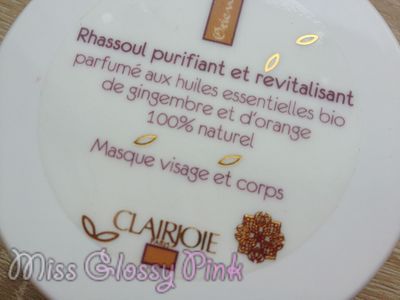 Rhassoul purifiant et revitalisant
parfumé aux huiles essentielles bio
de gingembre et d'orange
100% naturel
Masque visage et corps
CLAIRJOIE
PARIS
Miss Glossy Pink